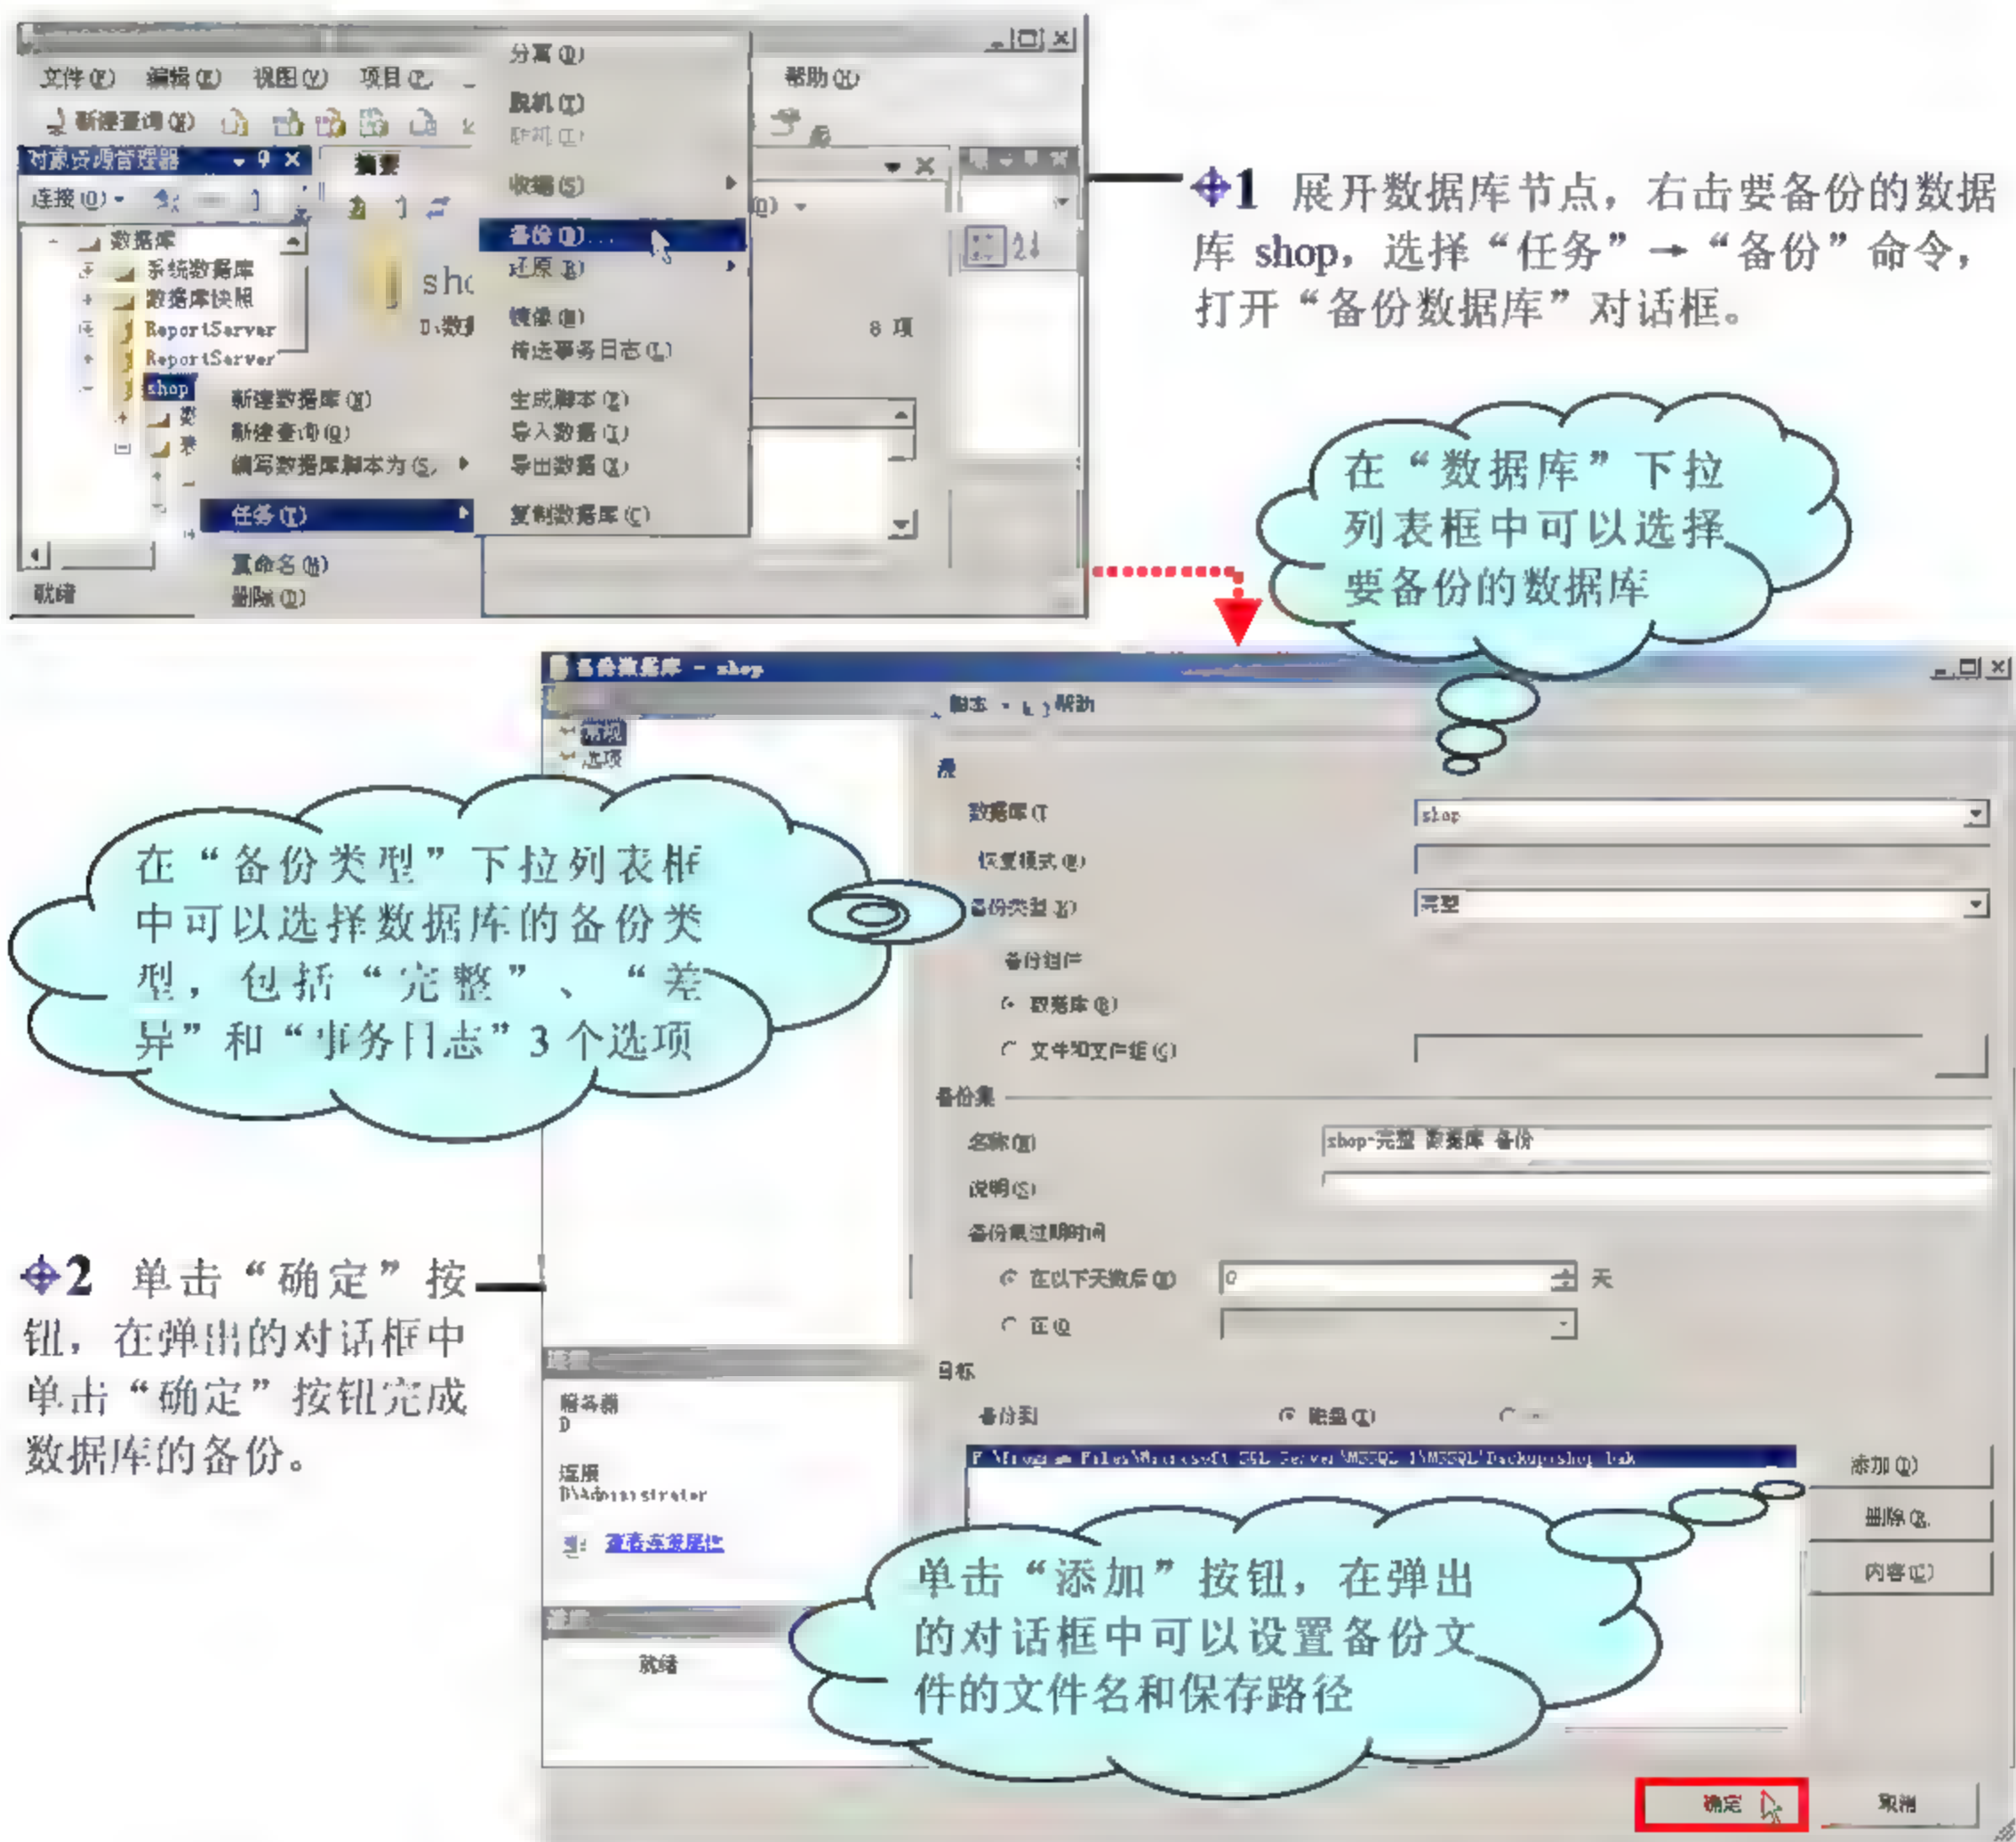 文件(F) 编辑(E) 视图(V) 项目(P)
帮助(H)
新建查询(N)
对象资源管理器
摘要
连接(O)
数据库
系统数据库
数据库快照
ReportServer
ReportServer
shop
就绪
8 项
新建数据库(N)
新建查询(Q)
编写数据库脚本为(S)
任务(T)
重命名(M)
删除(D)
分离(D)
脱机(T)
联机(I)
收缩(S)
备份(B)...
还原(R)
镜像(M)
传送事务日志(L)
生成脚本(E)
导入数据(I)
导出数据(X)
复制数据库(C)
1 展开数据库节点，右击要备份的数据
库 shop，选择“任务”→“备份”命令，
打开“备份数据库”对话框。
在“数据库”下拉
列表框中可以选择
要备份的数据库
备份数据库 - shop
常规
选项
脚本 帮助
源
数据库(T
shop
恢复模式(M)
备份类型(K)
完整
备份组件
数据库(B)
文件和文件组(G)
备份集
名称(N)
shop-完整 数据库 备份
说明(S)
备份集过期时间
在以下天数后(E)
0
天
在(O
目标
备份到
磁盘(I)
F:\Program Files\Microsoft SQL Server\MSSQL.1\MSSQL\Backup\shop.bak
添加(D)
删除(R)
内容(C)
服务器
D
连接
D\Administrator
查看连接属性
就绪
确定
取消
在“备份类型”下拉列表框
中可以选择数据库的备份类
型，包括“完整”、“差
异”和“事务日志”3 个选项
2 单击“确定”按
钮，在弹出的对话框中
单击“确定”按钮完成
数据库的备份。
单击“添加”按钮，在弹出
的对话框中可以设置备份文
件的文件名和保存路径